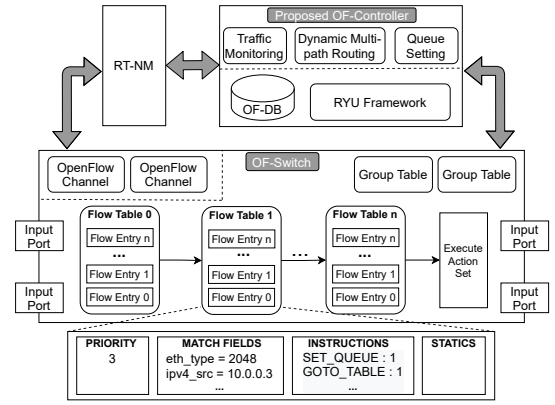 Proposed OF-Controller
RT-NM
Traffic
Monitoring
Dynamic Multi-
path Routing
Queue
Setting
OF-DB
RYU Framework
OF-Switch
OpenFlow
Channel
OpenFlow
Channel
Group Table
Group Table
Input
Port
Input
Port
Flow Table 0
Flow Entry n
...
Flow Entry 1
Flow Entry 0
Flow Table 1
Flow Entry n
...
Flow Entry 1
Flow Entry 0
...
Flow Table n
Flow Entry n
...
Flow Entry 1
Flow Entry 0
Execute
Action
Set
Input
Port
Input
Port
PRIORITY
3
MATCH FIELDS
eth_type = 2048
ipv4_src = 10.0.0.3
...
INSTRUCTIONS
SET_QUEUE : 1
GOTO_TABLE : 1
...
STATICS